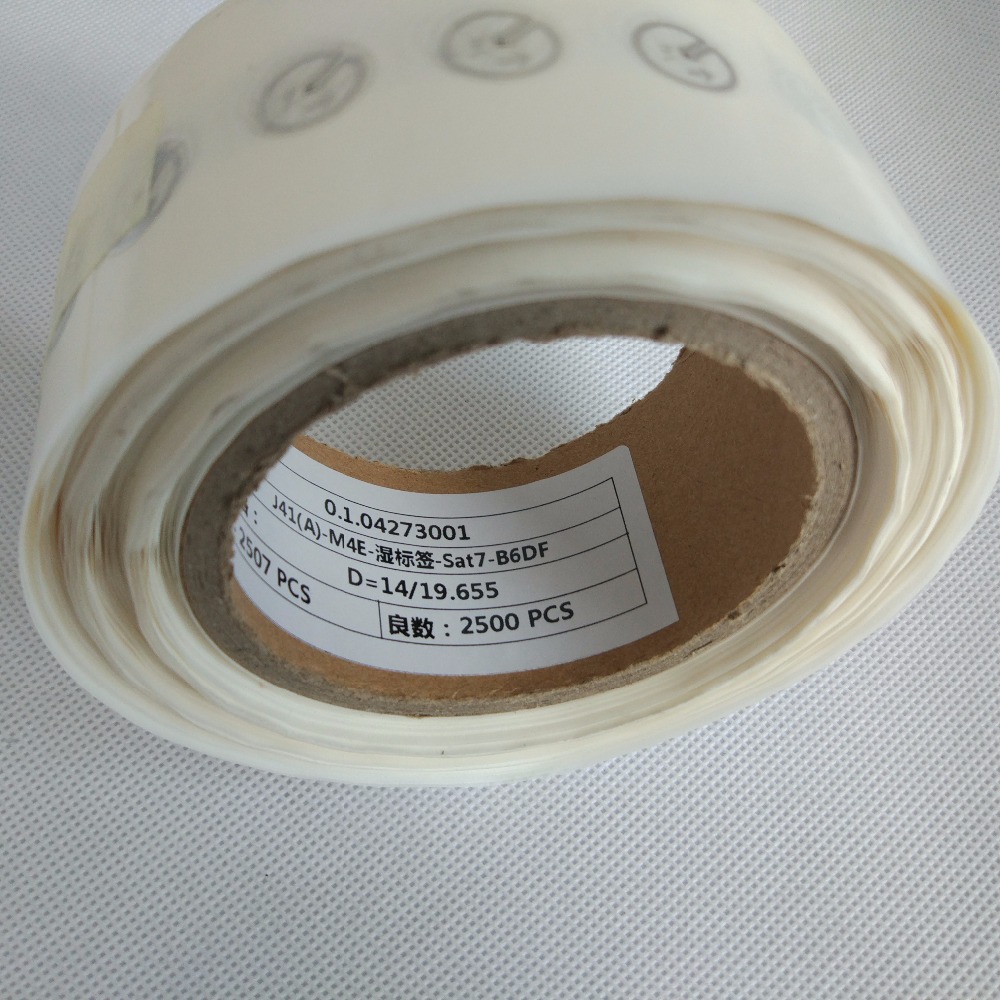 0.1.04273001
J41(A)-M4E-湿标签-Sat7-B6DF
D=14/19.655
2507 PCS
良数：2500 PCS